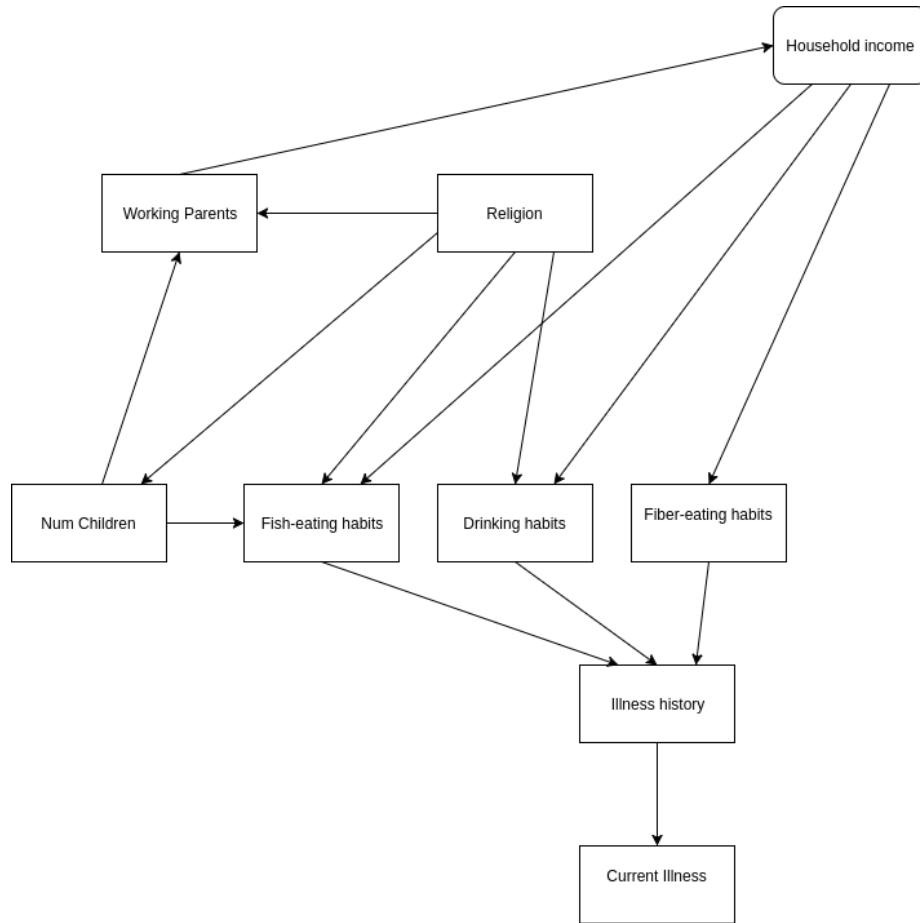 Household income
Working Parents
Religion
Num Children
Fish-eating habits
Drinking habits
Fiber-eating habits
Illness history
Current Illness